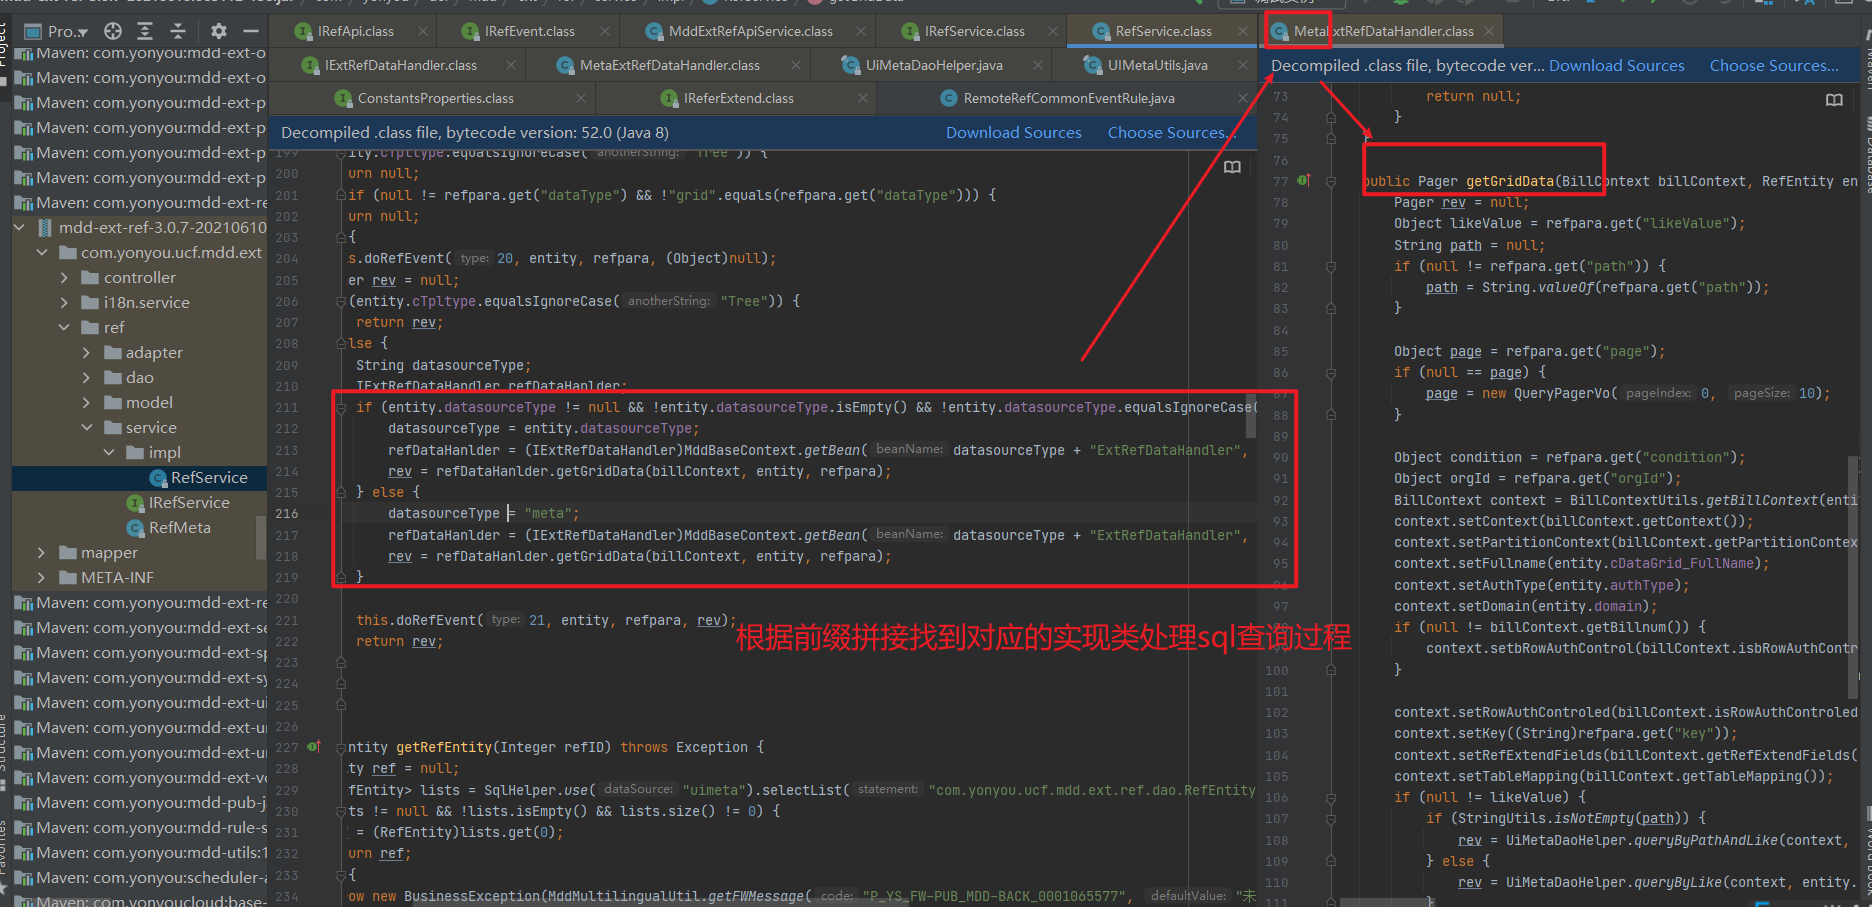 Pro...
IRefApi.class
IRefEvent.class
MddExtRefApiService.class
IRefService.class
RefService.class
MetaExtRefDataHandler.class
IExtRefDataHandler.class
MetaExtRefDataHandler.class
UiMetaDaoHelper.java
UIMetaUtils.java
ConstantsProperties.class
IReferExtend.class
RemoteRefCommonEventRule.java
Decompiled .class file, bytecode version: 52.0 (Java 8)
Download Sources
Choose Sources...
Decompiled .class file, bytecode ver...
Download Sources
Choose Sources...
Maven: com.yonyou:mdd-ext-o
Maven: com.yonyou:mdd-ext-o
Maven: com.yonyou:mdd-ext-p
Maven: com.yonyou:mdd-ext-p
Maven: com.yonyou:mdd-ext-p
Maven: com.yonyou:mdd-ext-p
Maven: com.yonyou:mdd-ext-re
mdd-ext-ref-3.0.7-20210610
com.yonyou.ucf.mdd.ext
controller
i18n.service
ref
adapter
dao
model
service
impl
RefService
IRefService
RefMeta
mapper
META-INF
Maven: com.yonyou:mdd-ext-re
Maven: com.yonyou:mdd-ext-se
Maven: com.yonyou:mdd-ext-sp
Maven: com.yonyou:mdd-ext-sy
Maven: com.yonyou:mdd-ext-ui
Maven: com.yonyou:mdd-ext-ur
Maven: com.yonyou:mdd-ext-ur
Maven: com.yonyou:mdd-ext-ve
Maven: com.yonyou:mdd-pub-j
Maven: com.yonyou:mdd-rule-s
Maven: com.yonyou:mdd-utils:1
Maven: com.yonyou:scheduler-a
Maven: com.yonyoucloud:base-
199 ity.cTpltype.equalsIgnoreCase( anotherString: "Tree")) {
200 urn null;
201 if (null != refpara.get("dataType") && !"grid".equals(refpara.get("dataType"))) {
202 urn null;
203 {
204 s.doRefEvent( type: 20, entity, refpara, (Object)null);
205 er rev = null;
206 (entity.cTpltype.equalsIgnoreCase( anotherString: "Tree")) {
207 return rev;
208 lse {
209 String datasourceType;
210 IExtRefDataHandler refDataHanlder;
211 if (entity.datasourceType != null && !entity.datasourceType.isEmpty() && !entity.datasourceType.equalsIgnoreCase(
212 datasourceType = entity.datasourceType;
213 refDataHanlder = (IExtRefDataHandler)MddBaseContext.getBean( beanName: datasourceType + "ExtRefDataHandler",
214 rev = refDataHanlder.getGridData(billContext, entity, refpara);
215 } else {
216 datasourceType = "meta";
217 refDataHanlder = (IExtRefDataHandler)MddBaseContext.getBean( beanName: datasourceType + "ExtRefDataHandler",
218 rev = refDataHanlder.getGridData(billContext, entity, refpara);
219 }
220
221 this.doRefEvent( type: 21, entity, refpara, rev);
222 return rev;
根据前缀拼接找到对应的实现类处理sql查询过程
223
224
225
226
227 ntity getRefEntity(Integer refID) throws Exception {
228 ty ref = null;
229 fEntity> lists = SqlHelper.use( dataSource: "uimeta").selectList( statement: "com.yonyou.ucf.mdd.ext.ref.dao.RefEntity
230 ts != null && !lists.isEmpty() && lists.size() != 0) {
231 = (RefEntity)lists.get(0);
232 urn ref;
233 {
234 ow new BusinessException(MddMultilingualUtil.getFWMessage( code: "P_YS_FW-PUB_MDD-BACK_0001065577", defaultValue: "未
73 return null;
74 }
75 }
76
77 public Pager getGridData(BillContext billContext, RefEntity en
78 Pager rev = null;
79 Object likeValue = refpara.get("likeValue");
80 String path = null;
81 if (null != refpara.get("path")) {
82 path = String.valueOf(refpara.get("path"));
83 }
84
85 Object page = refpara.get("page");
86 if (null == page) {
87 page = new QueryPagerVo( pageIndex: 0, pageSize: 10);
88 }
89
90 Object condition = refpara.get("condition");
91 Object orgId = refpara.get("orgId");
92 BillContext context = BillContextUtils.getBillContext(enti
93 context.setContext(billContext.getContext());
94 context.setPartitionContext(billContext.getPartitionContex
95 context.setFullname(entity.cDataGrid_FullName);
context.setAuthType(entity.authType);
97 context.setDomain(entity.domain);
if (null != billContext.getBillnum()) {
context.setbRowAuthControl(billContext.isbRowAuthContr
100 }
101
102 context.setRowAuthControled(billContext.isRowAuthControled
103 context.setKey((String)refpara.get("key"));
104 context.setRefExtendFields(billContext.getRefExtendFields(
105 context.setTableMapping(billContext.getTableMapping());
106 if (null != likeValue) {
107 if (StringUtils.isNotEmpty(path)) {
108 rev = UiMetaDaoHelper.queryByPathAndLike(context,
109 } else {
110 rev = UiMetaDaoHelper.queryByLike(context, entity.
111 }